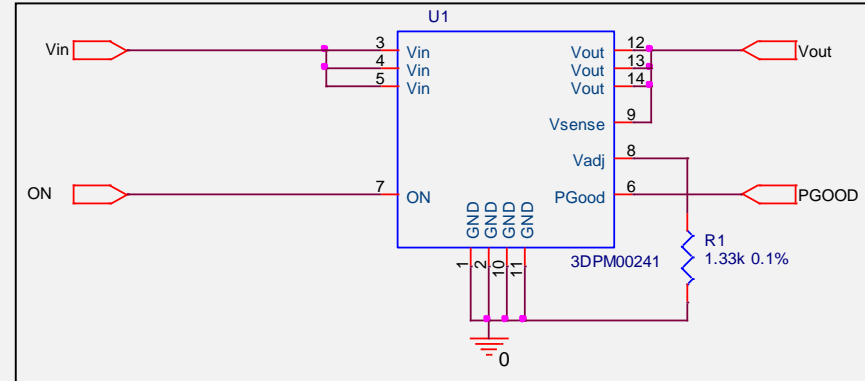 U1
Vin
3
Vin
4
Vin
5
Vin
12
Vout
13
Vout
14
Vout
Vout
9
Vsense
8
Vadj
ON
7
ON
6
PGood
PGOOD
GND
GND
GND
GND
1
2
10
11
3DPM00241
R1
1.33k 0.1%
0